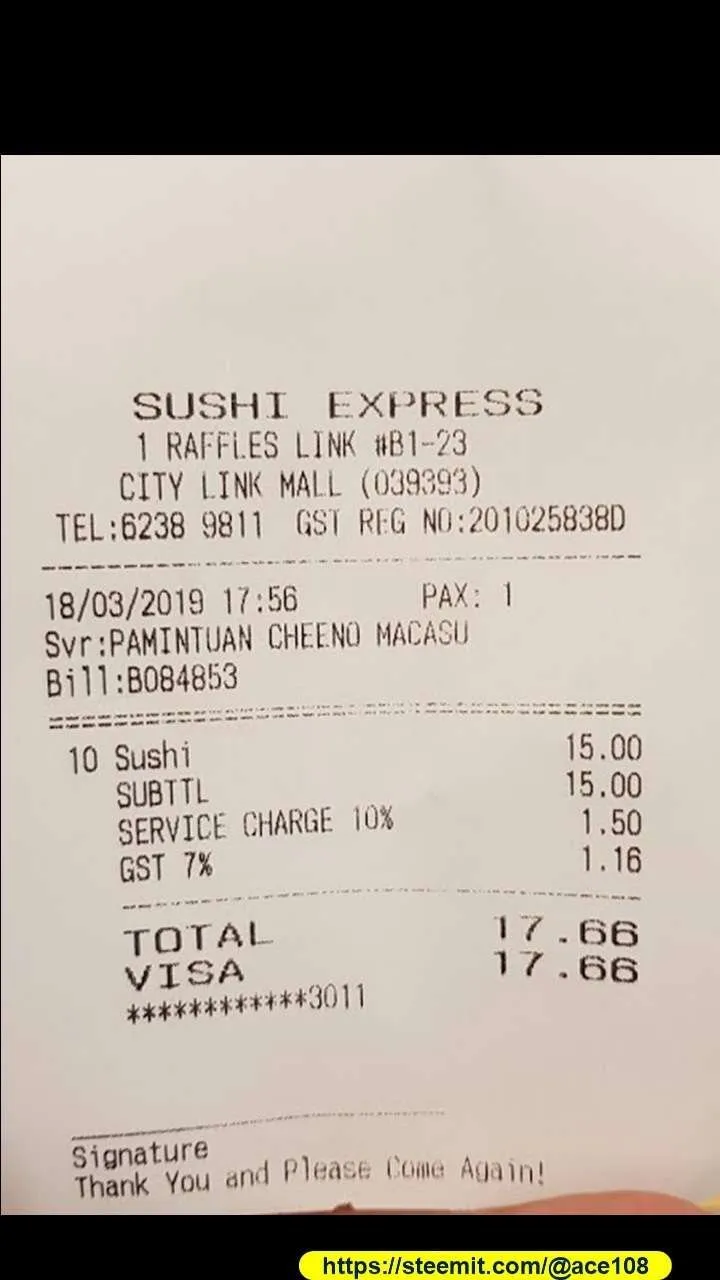 SUSHI EXPRESS
1 RAFFLES LINK #B1-23
CITY LINK MALL (039393)
TEL:6238 9811 GST REG NO:201025838D
18/03/2019 17:56 PAX: 1
Svr:PAMINTUAN CHEENO MACASU
Bill:B084853
10 Sushi 15.00
SUBTTL 15.00
SERVICE CHARGE 10% 1.50
GST 7% 1.16
TOTAL 17.66
VISA 17.66
************3011
Signature
Thank You and Please Come Again!
https://steemit.com/@ace108